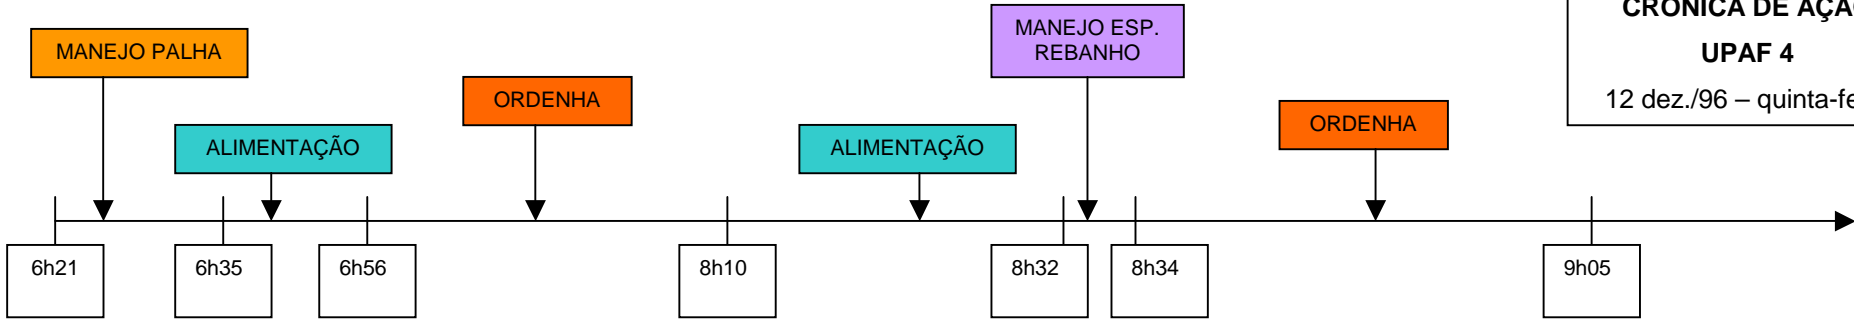 CRÔNICA DE AÇÃO
UPAF 4
12 dez./96 – quinta-fe
MANEJO PALHA
ALIMENTAÇÃO
ORDENHA
ALIMENTAÇÃO
MANEJO ESP.
REBANHO
ORDENHA
6h21
6h35
6h56
8h10
8h32
8h34
9h05